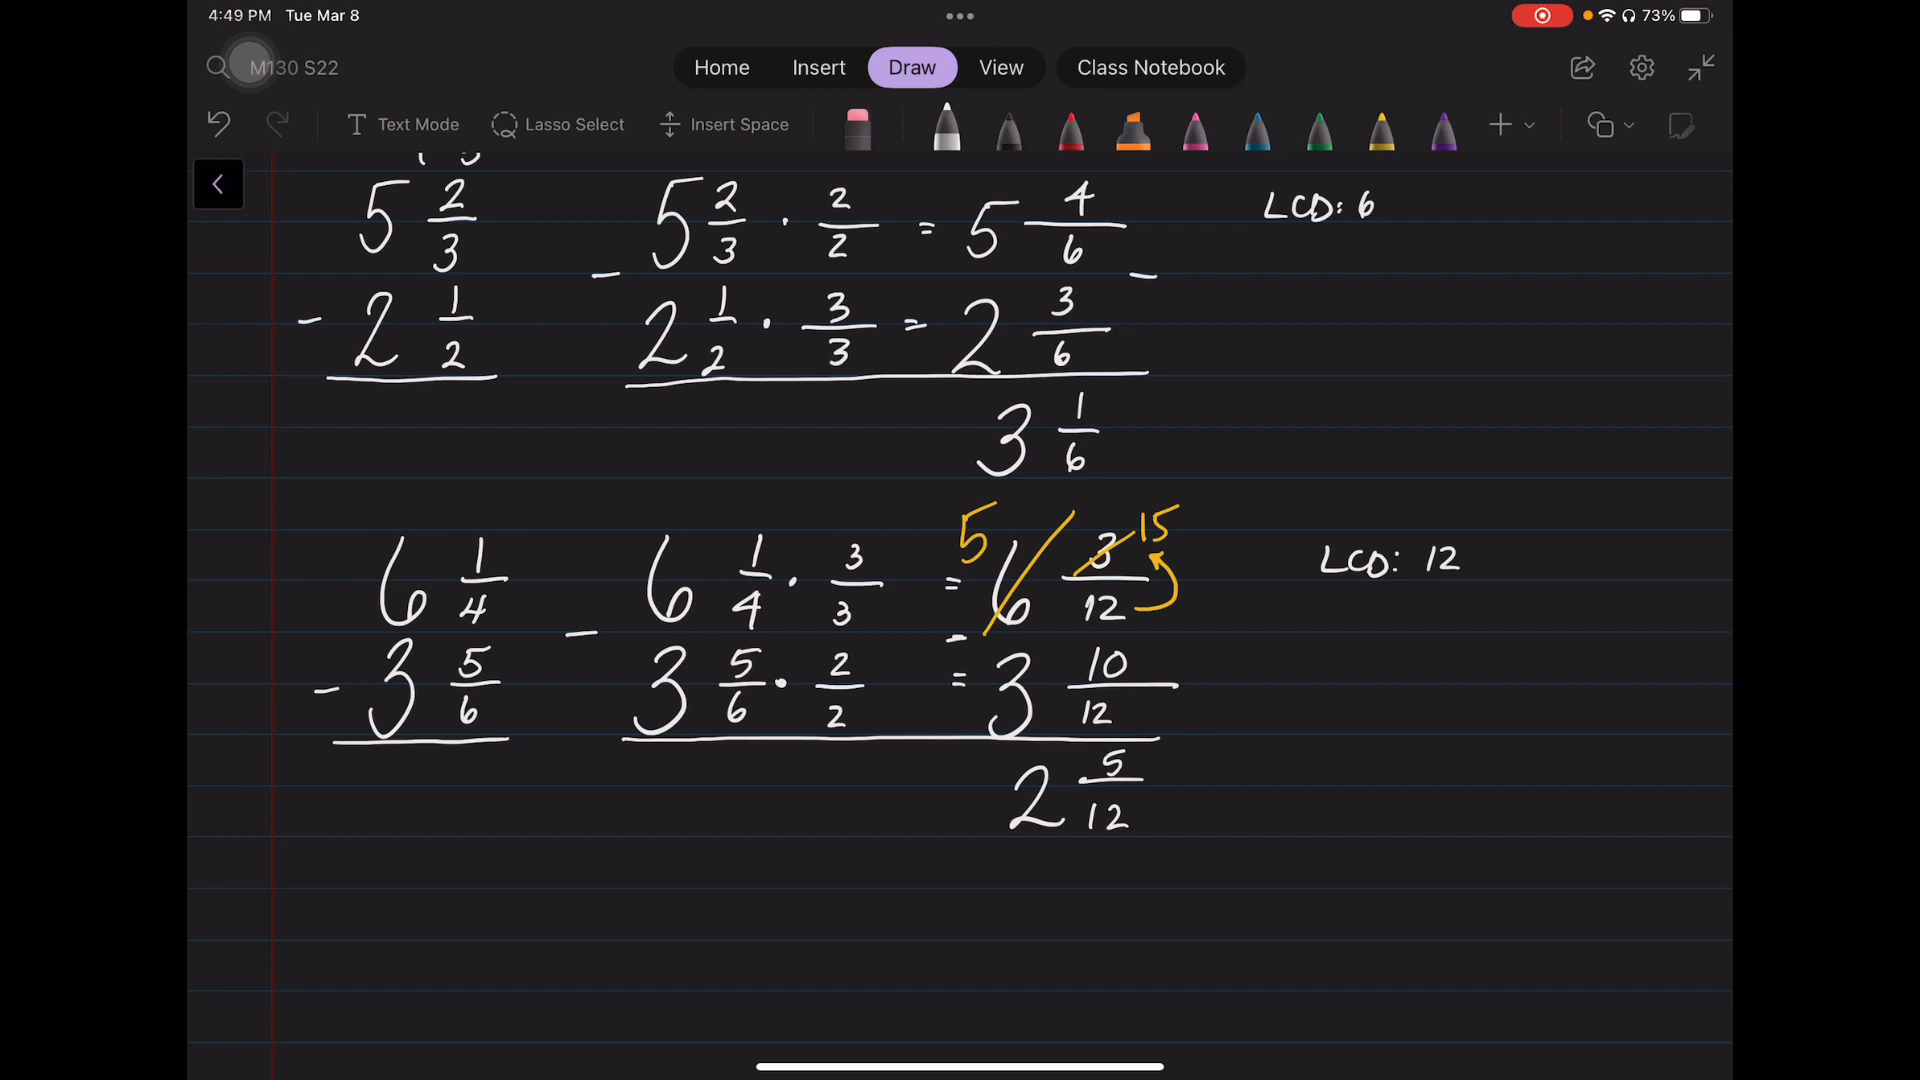 4:49 PM Tue Mar 8 73%
M130 S22 Home Insert Draw View Class Notebook
Text Mode Lasso Select Insert Space
5 2/3 5 2/3 · 2/2 = 5 4/6 LCD: 6
- 2 1/2 - 2 1/2 · 3/3 = - 2 3/6
3 1/6
6 1/4 6 1/4 · 3/3 = 5 6 3/12 15 LCD: 12
- 3 5/6 - 3 5/6 · 2/2 = - 3 10/12
2 5/12